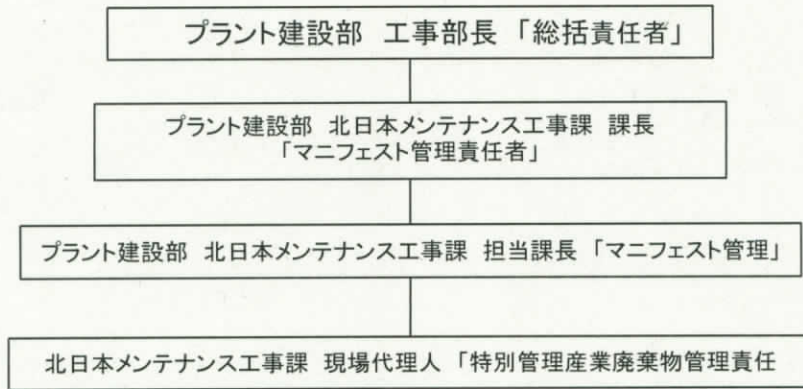 プラント建設部 工事部長 「総括責任者」
プラント建設部 北日本メンテナンス工事課 課長
「マニフェスト管理責任者」
プラント建設部 北日本メンテナンス工事課 担当課長 「マニフェスト管理」
北日本メンテナンス工事課 現場代理人 「特別管理産業廃棄物管理責任